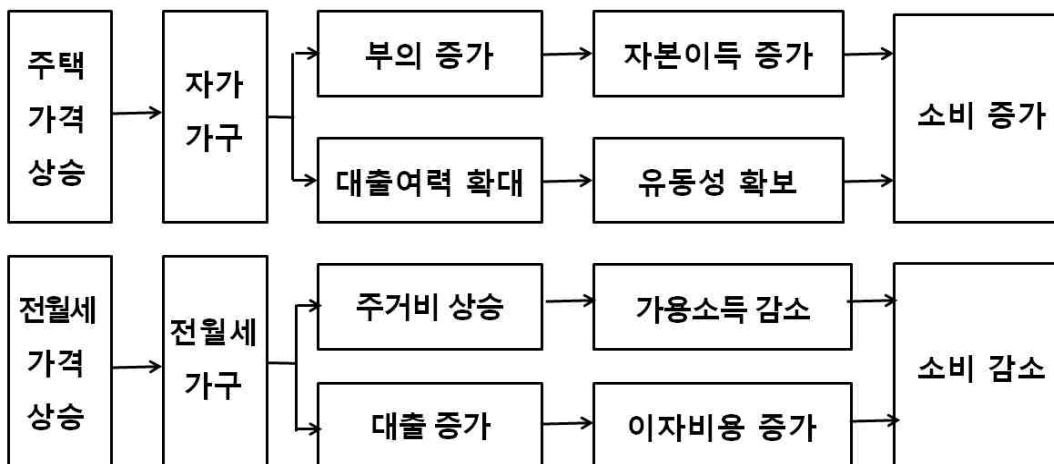 주택
가격
상승
자가
가구
부의 증가
자본이득 증가
대출여력 확대
유동성 확보
소비 증가
전월세
가격
상승
전월세
가구
주거비 상승
가용소득 감소
대출 증가
이자비용 증가
소비 감소